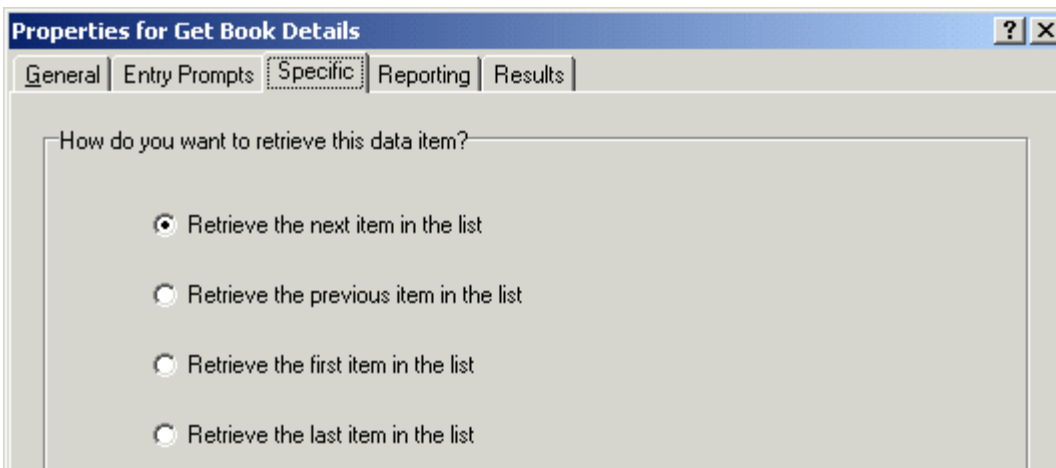 Properties for Get Book Details
General Entry Prompts Specific Reporting Results
How do you want to retrieve this data item?
Retrieve the next item in the list
Retrieve the previous item in the list
Retrieve the first item in the list
Retrieve the last item in the list